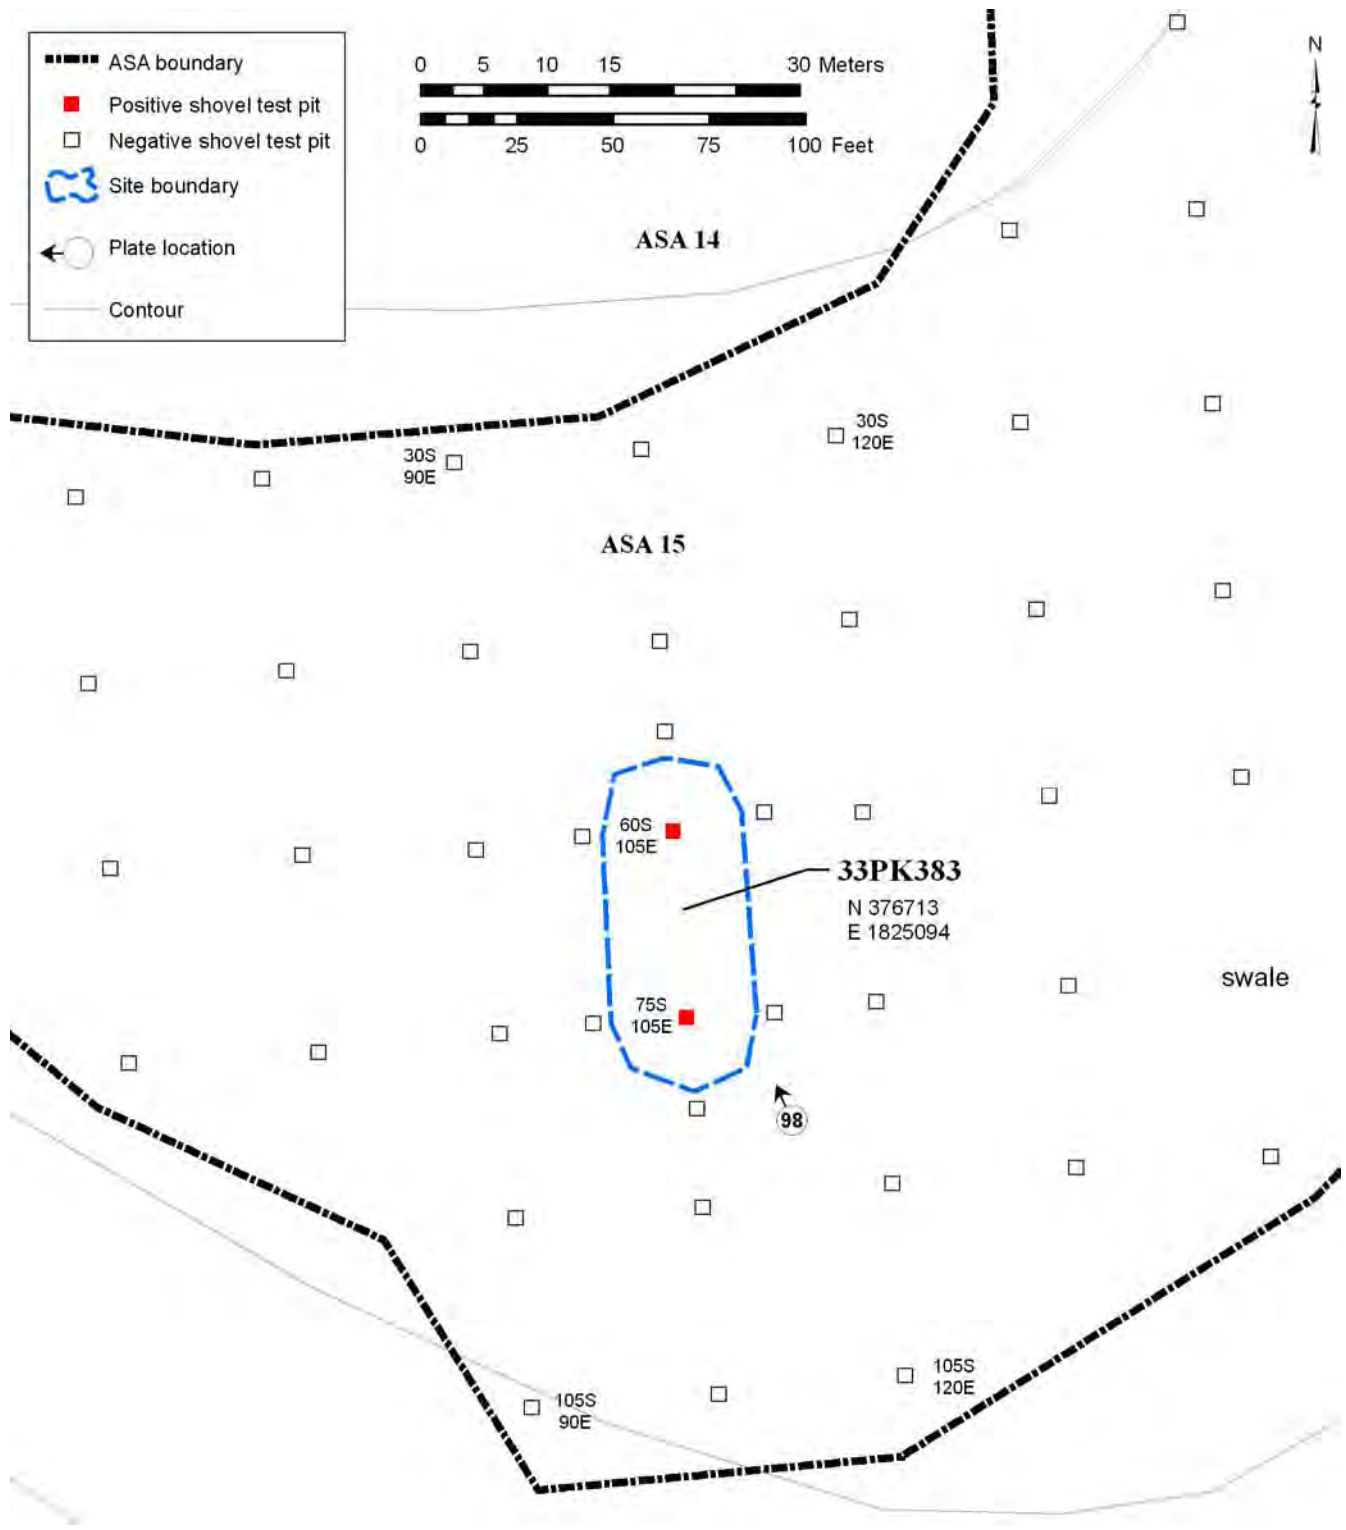 ASA boundary
Positive shovel test pit
Negative shovel test pit
Site boundary
Plate location
Contour
0 5 10 15 30 Meters
0 25 50 75 100 Feet
N
ASA 14
30S
90E
30S
120E
ASA 15
60S
105E
33PK383
N 376713
E 1825094
swale
75S
105E
98
105S
90E
105S
120E